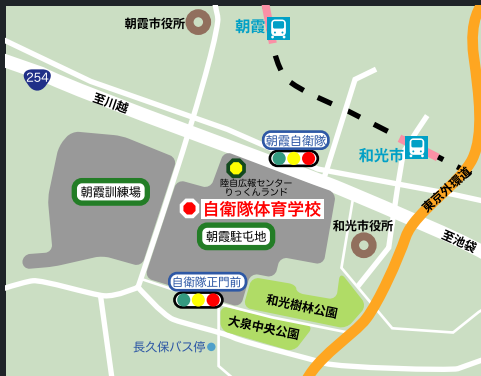 朝霞市役所
朝霞
254
至川越
朝霞自衛隊
和光市
陸自広報センター
りっくんランド
朝霞訓練場
自衛隊体育学校
東京外環道
朝霞駐屯地
和光市役所
至池袋
自衛隊正門前
和光樹林公園
大泉中央公園
長久保バス停